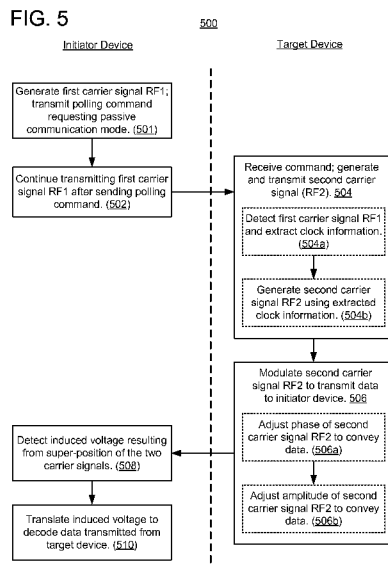 FIG. 5
500
Initiator Device
Target Device
Generate first carrier signal RF1;
transmit polling command
requesting passive
communication mode. (501)
Continue transmitting first carrier
signal RF1 after sending polling
command. (502)
Receive command; generate
and transmit second carrier
signal (RF2). 504
Detect first carrier signal RF1
and extract clock information.
(504a)
Generate second carrier
signal RF2 using extracted
clock information. (504b)
Modulate second carrier
signal RF2 to transmit data
to initiator device. 506
Adjust phase of second
carrier signal RF2 to convey
data. (506a)
Adjust amplitude of second
carrier signal RF2 to convey
data. (506b)
Detect induced voltage resulting
from super-position of the two
carrier signals. (508)
Translate induced voltage to
decode data transmitted from
target device. (510)